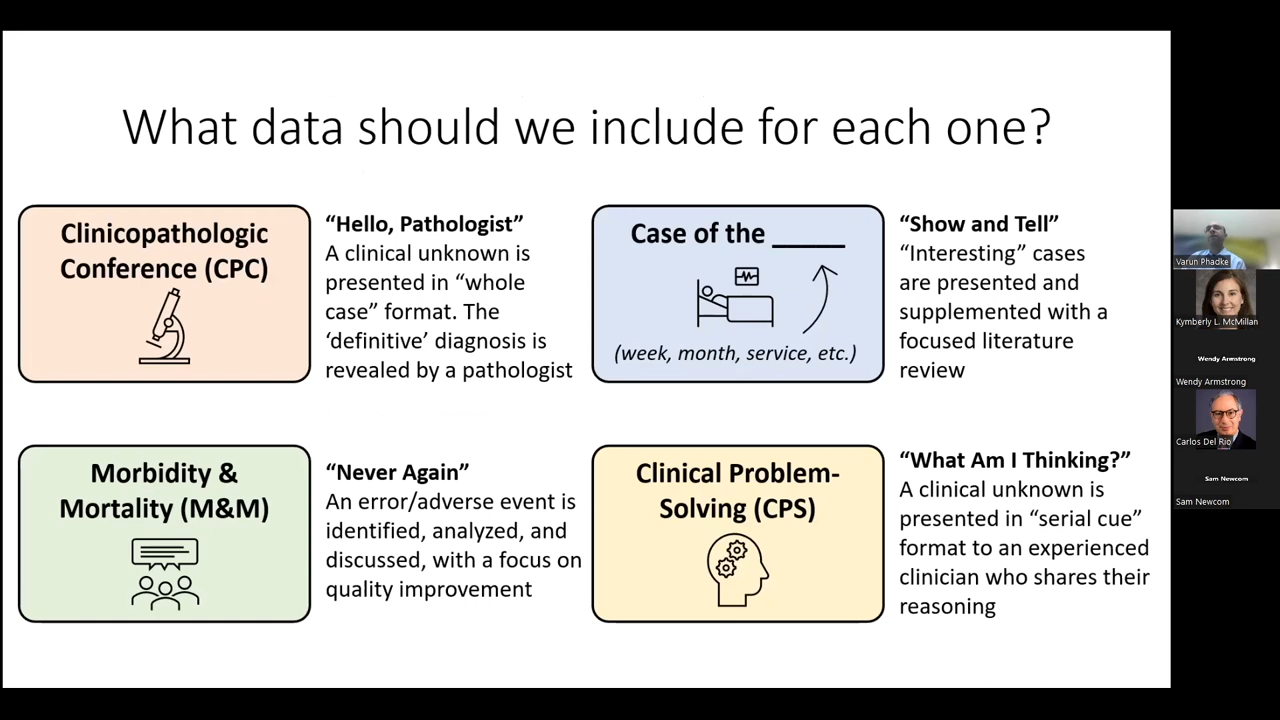 What data should we include for each one?
Clinicopathologic
Conference (CPC)
“Hello, Pathologist”
A clinical unknown is
presented in “whole
case” format. The
‘definitive’ diagnosis is
revealed by a pathologist
Case of the _____
(week, month, service, etc.)
“Show and Tell”
“Interesting” cases
are presented and
supplemented with a
focused literature
review
Morbidity &
Mortality (M&M)
“Never Again”
An error/adverse event is
identified, analyzed, and
discussed, with a focus on
quality improvement
Clinical Problem-
Solving (CPS)
“What Am I Thinking?”
A clinical unknown is
presented in “serial cue”
format to an experienced
clinician who shares their
reasoning
Varun Phadke
Kymberly L. McMillan
Wendy Armstrong
Wendy Armstrong
Carlos Del Rio
Sam Newcom
Sam Newcom